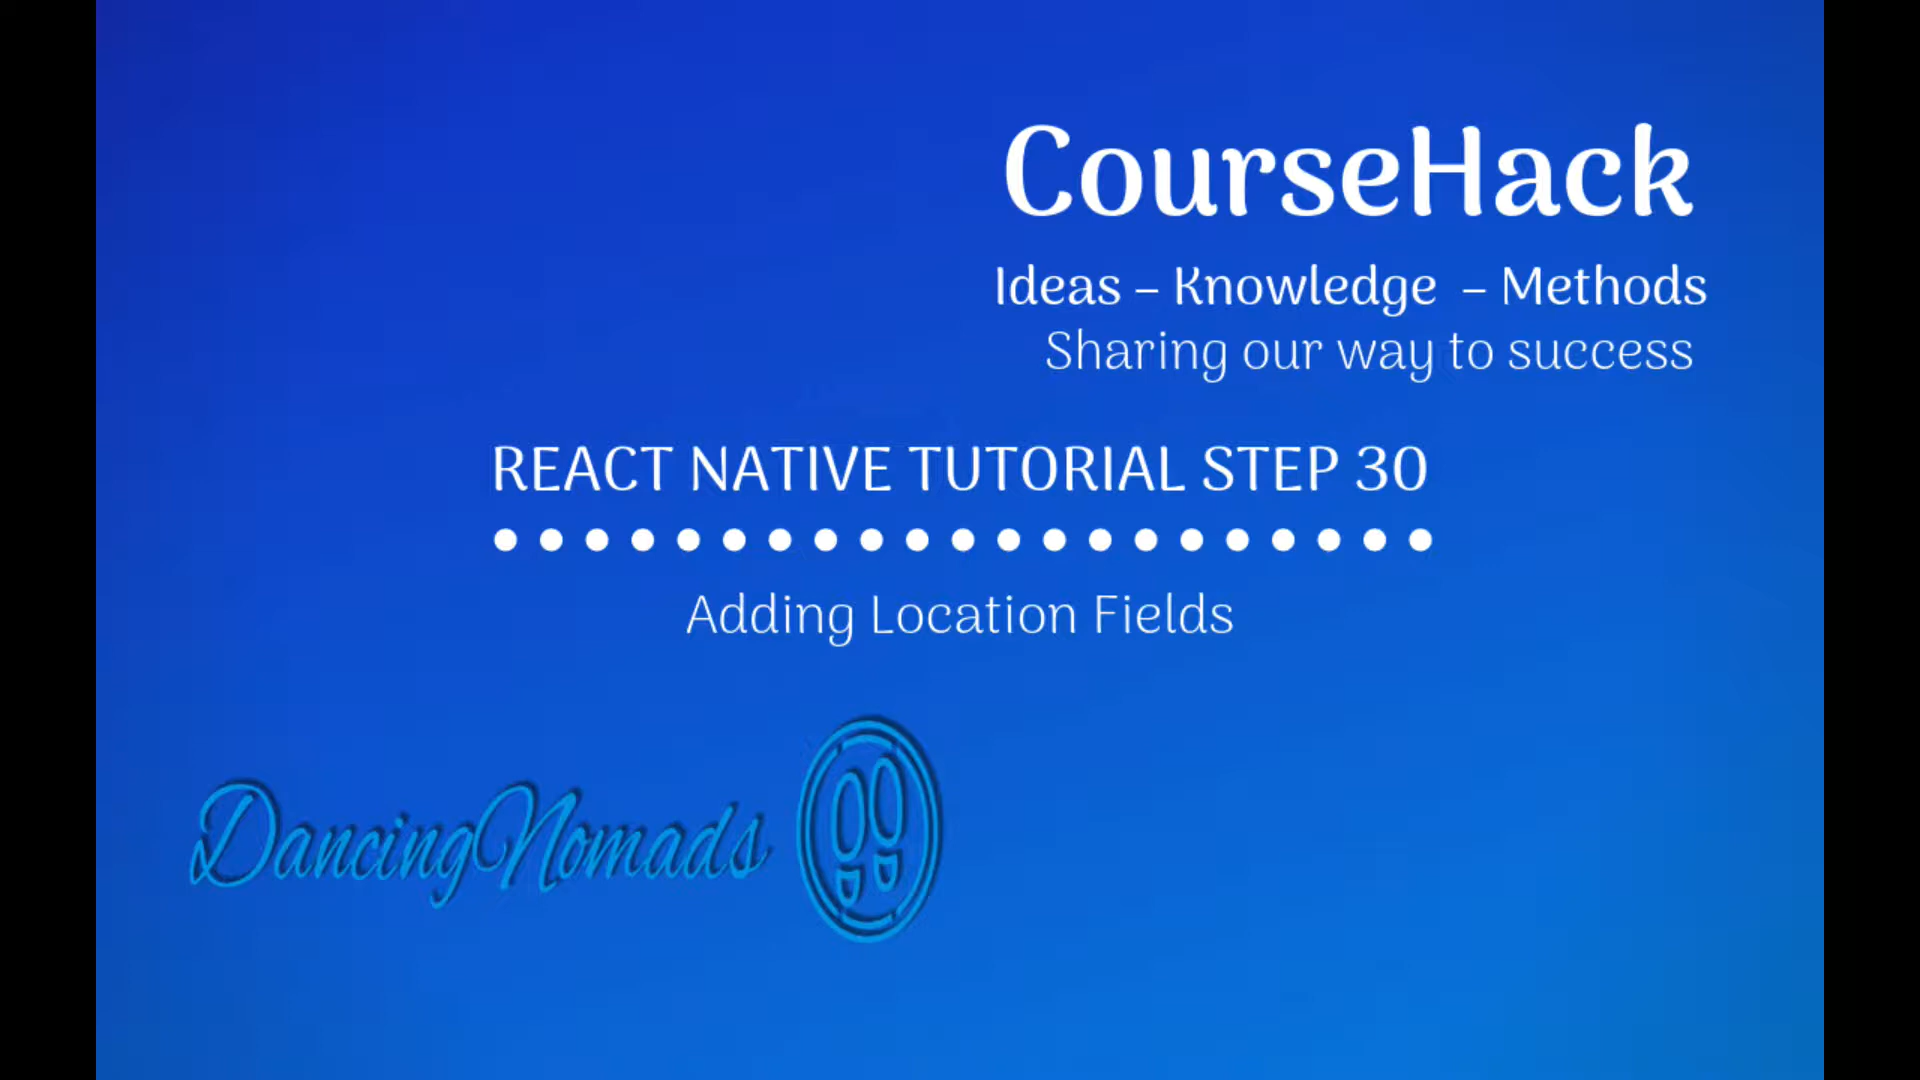 CourseHack
Ideas – Knowledge – Methods
Sharing our way to success
REACT NATIVE TUTORIAL STEP 30
Adding Location Fields
DancingNomads